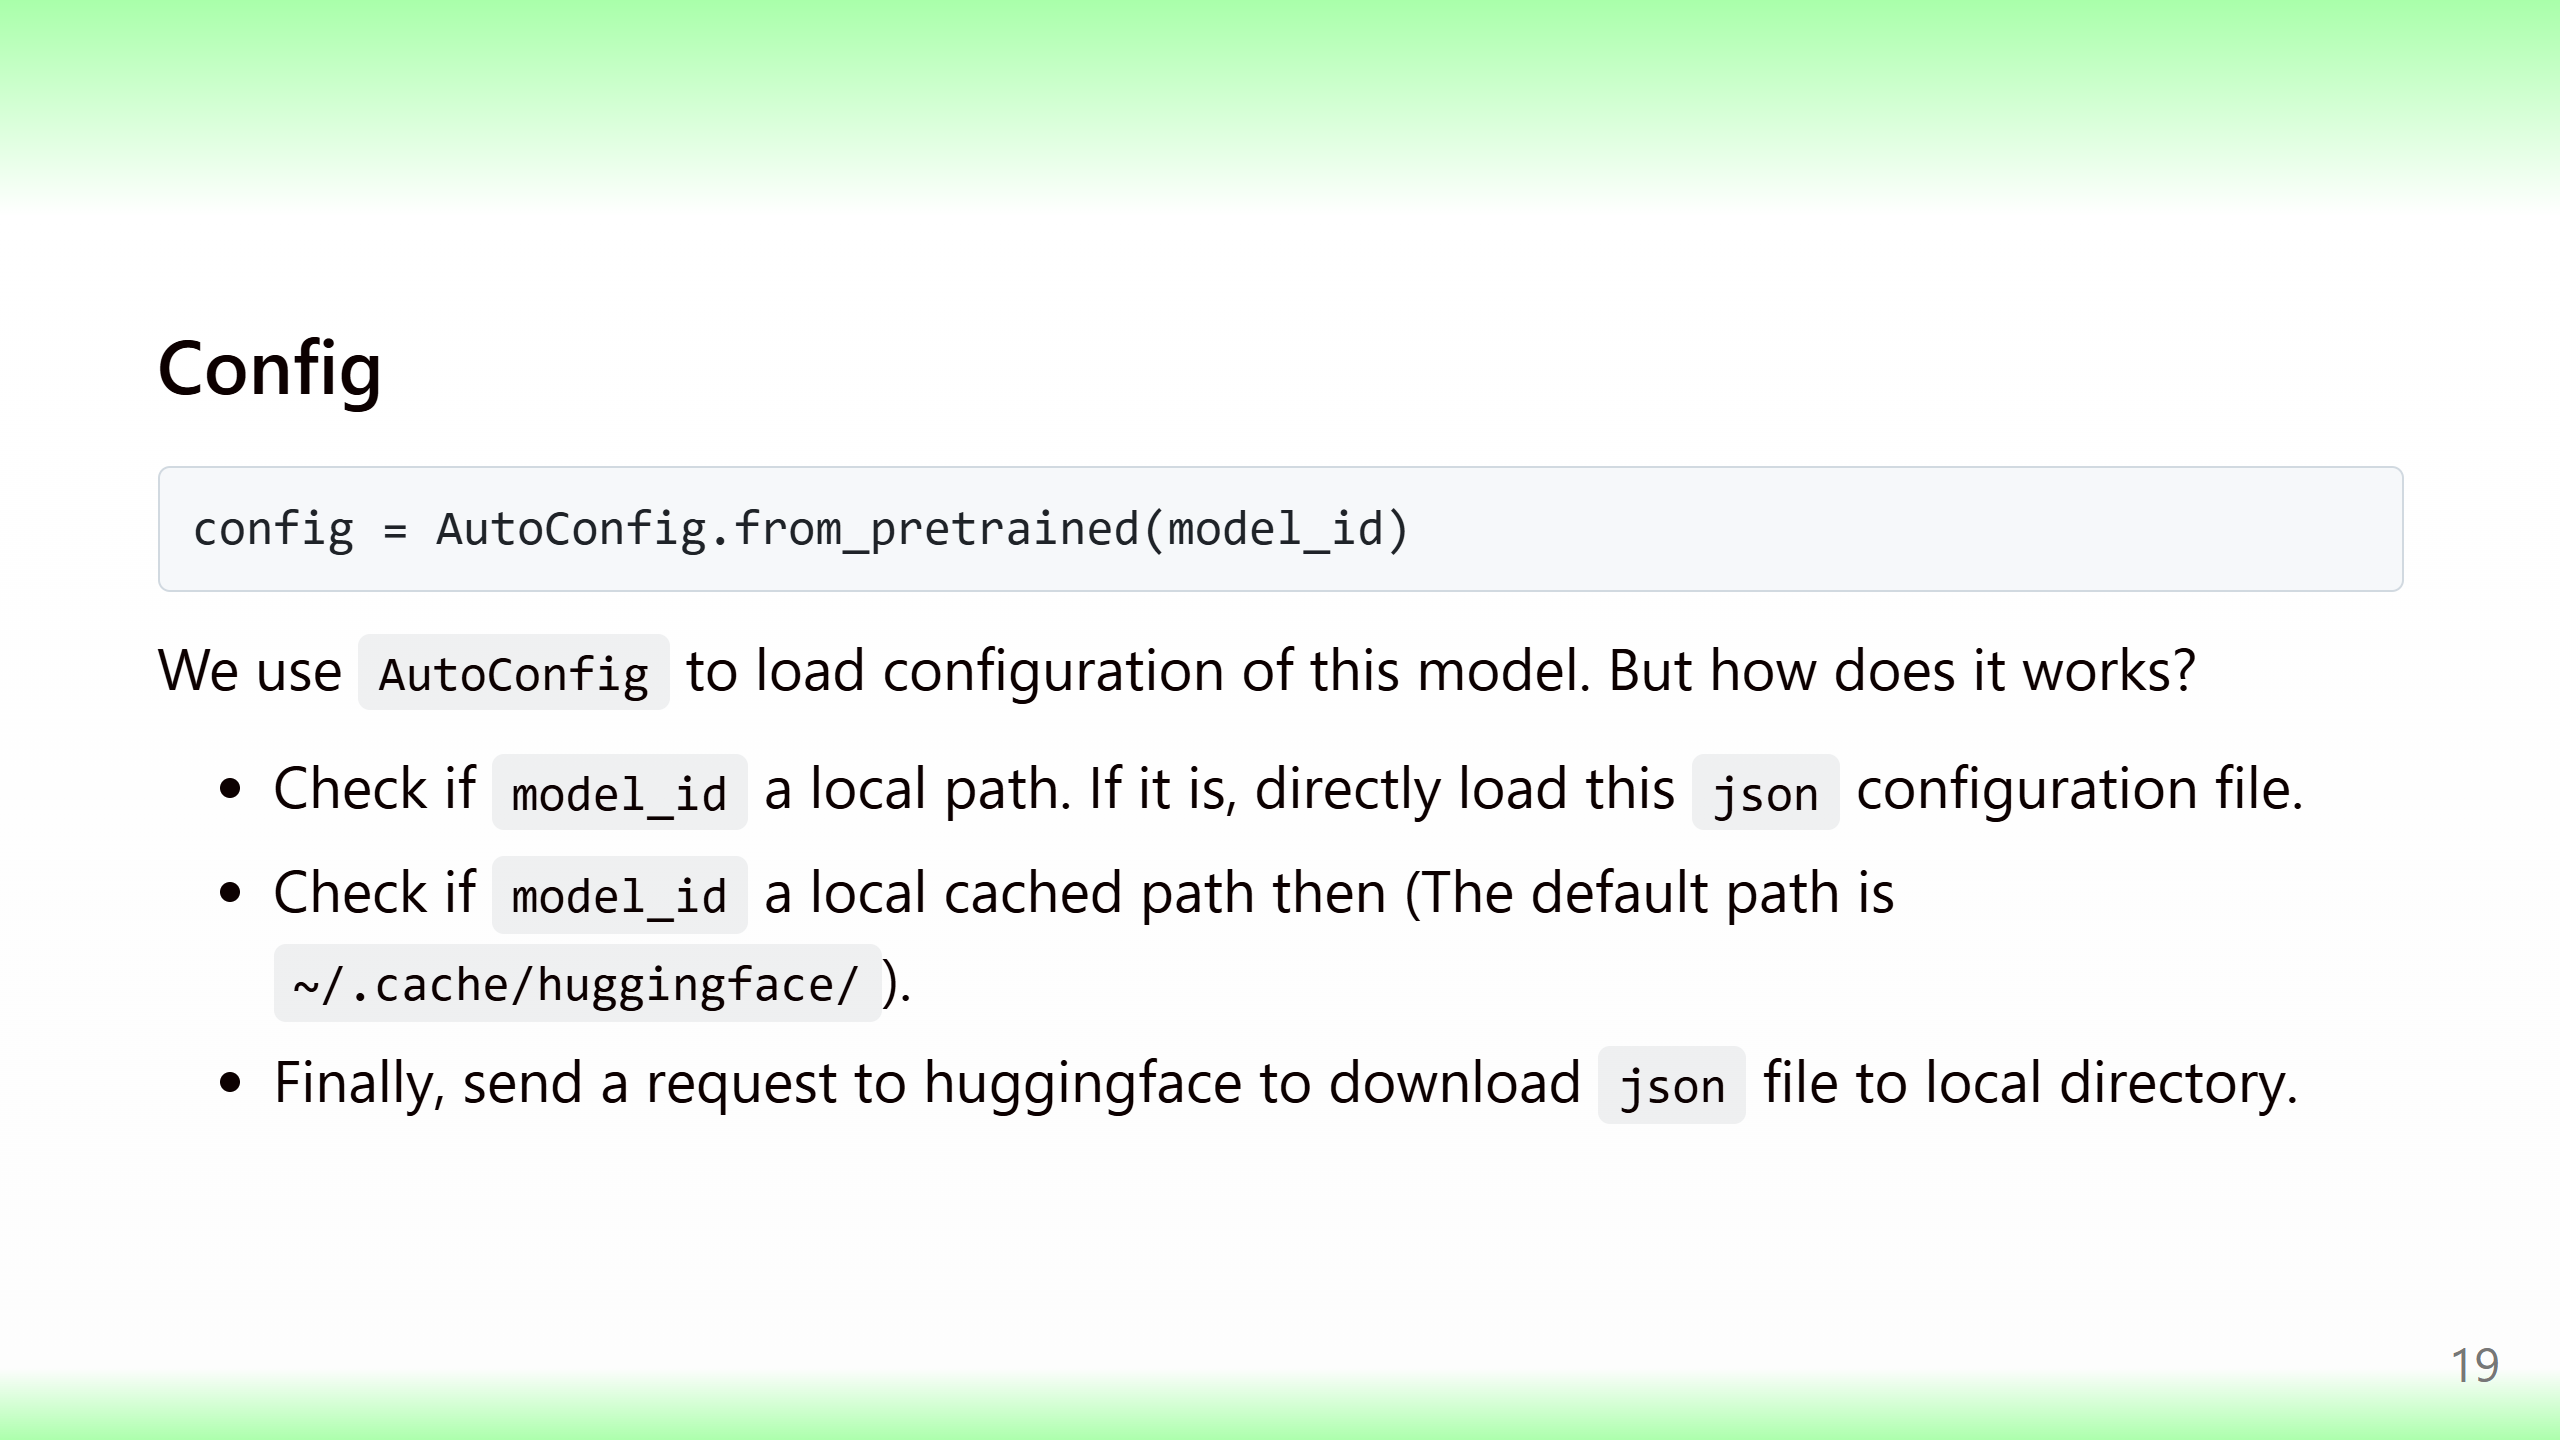 Config
config = AutoConfig.from_pretrained(model_id)
We use AutoConfig to load configuration of this model. But how does it works?
• Check if model_id a local path. If it is, directly load this json configuration file.
• Check if model_id a local cached path then (The default path is
~/.cache/huggingface/ ).
• Finally, send a request to huggingface to download json file to local directory.
19